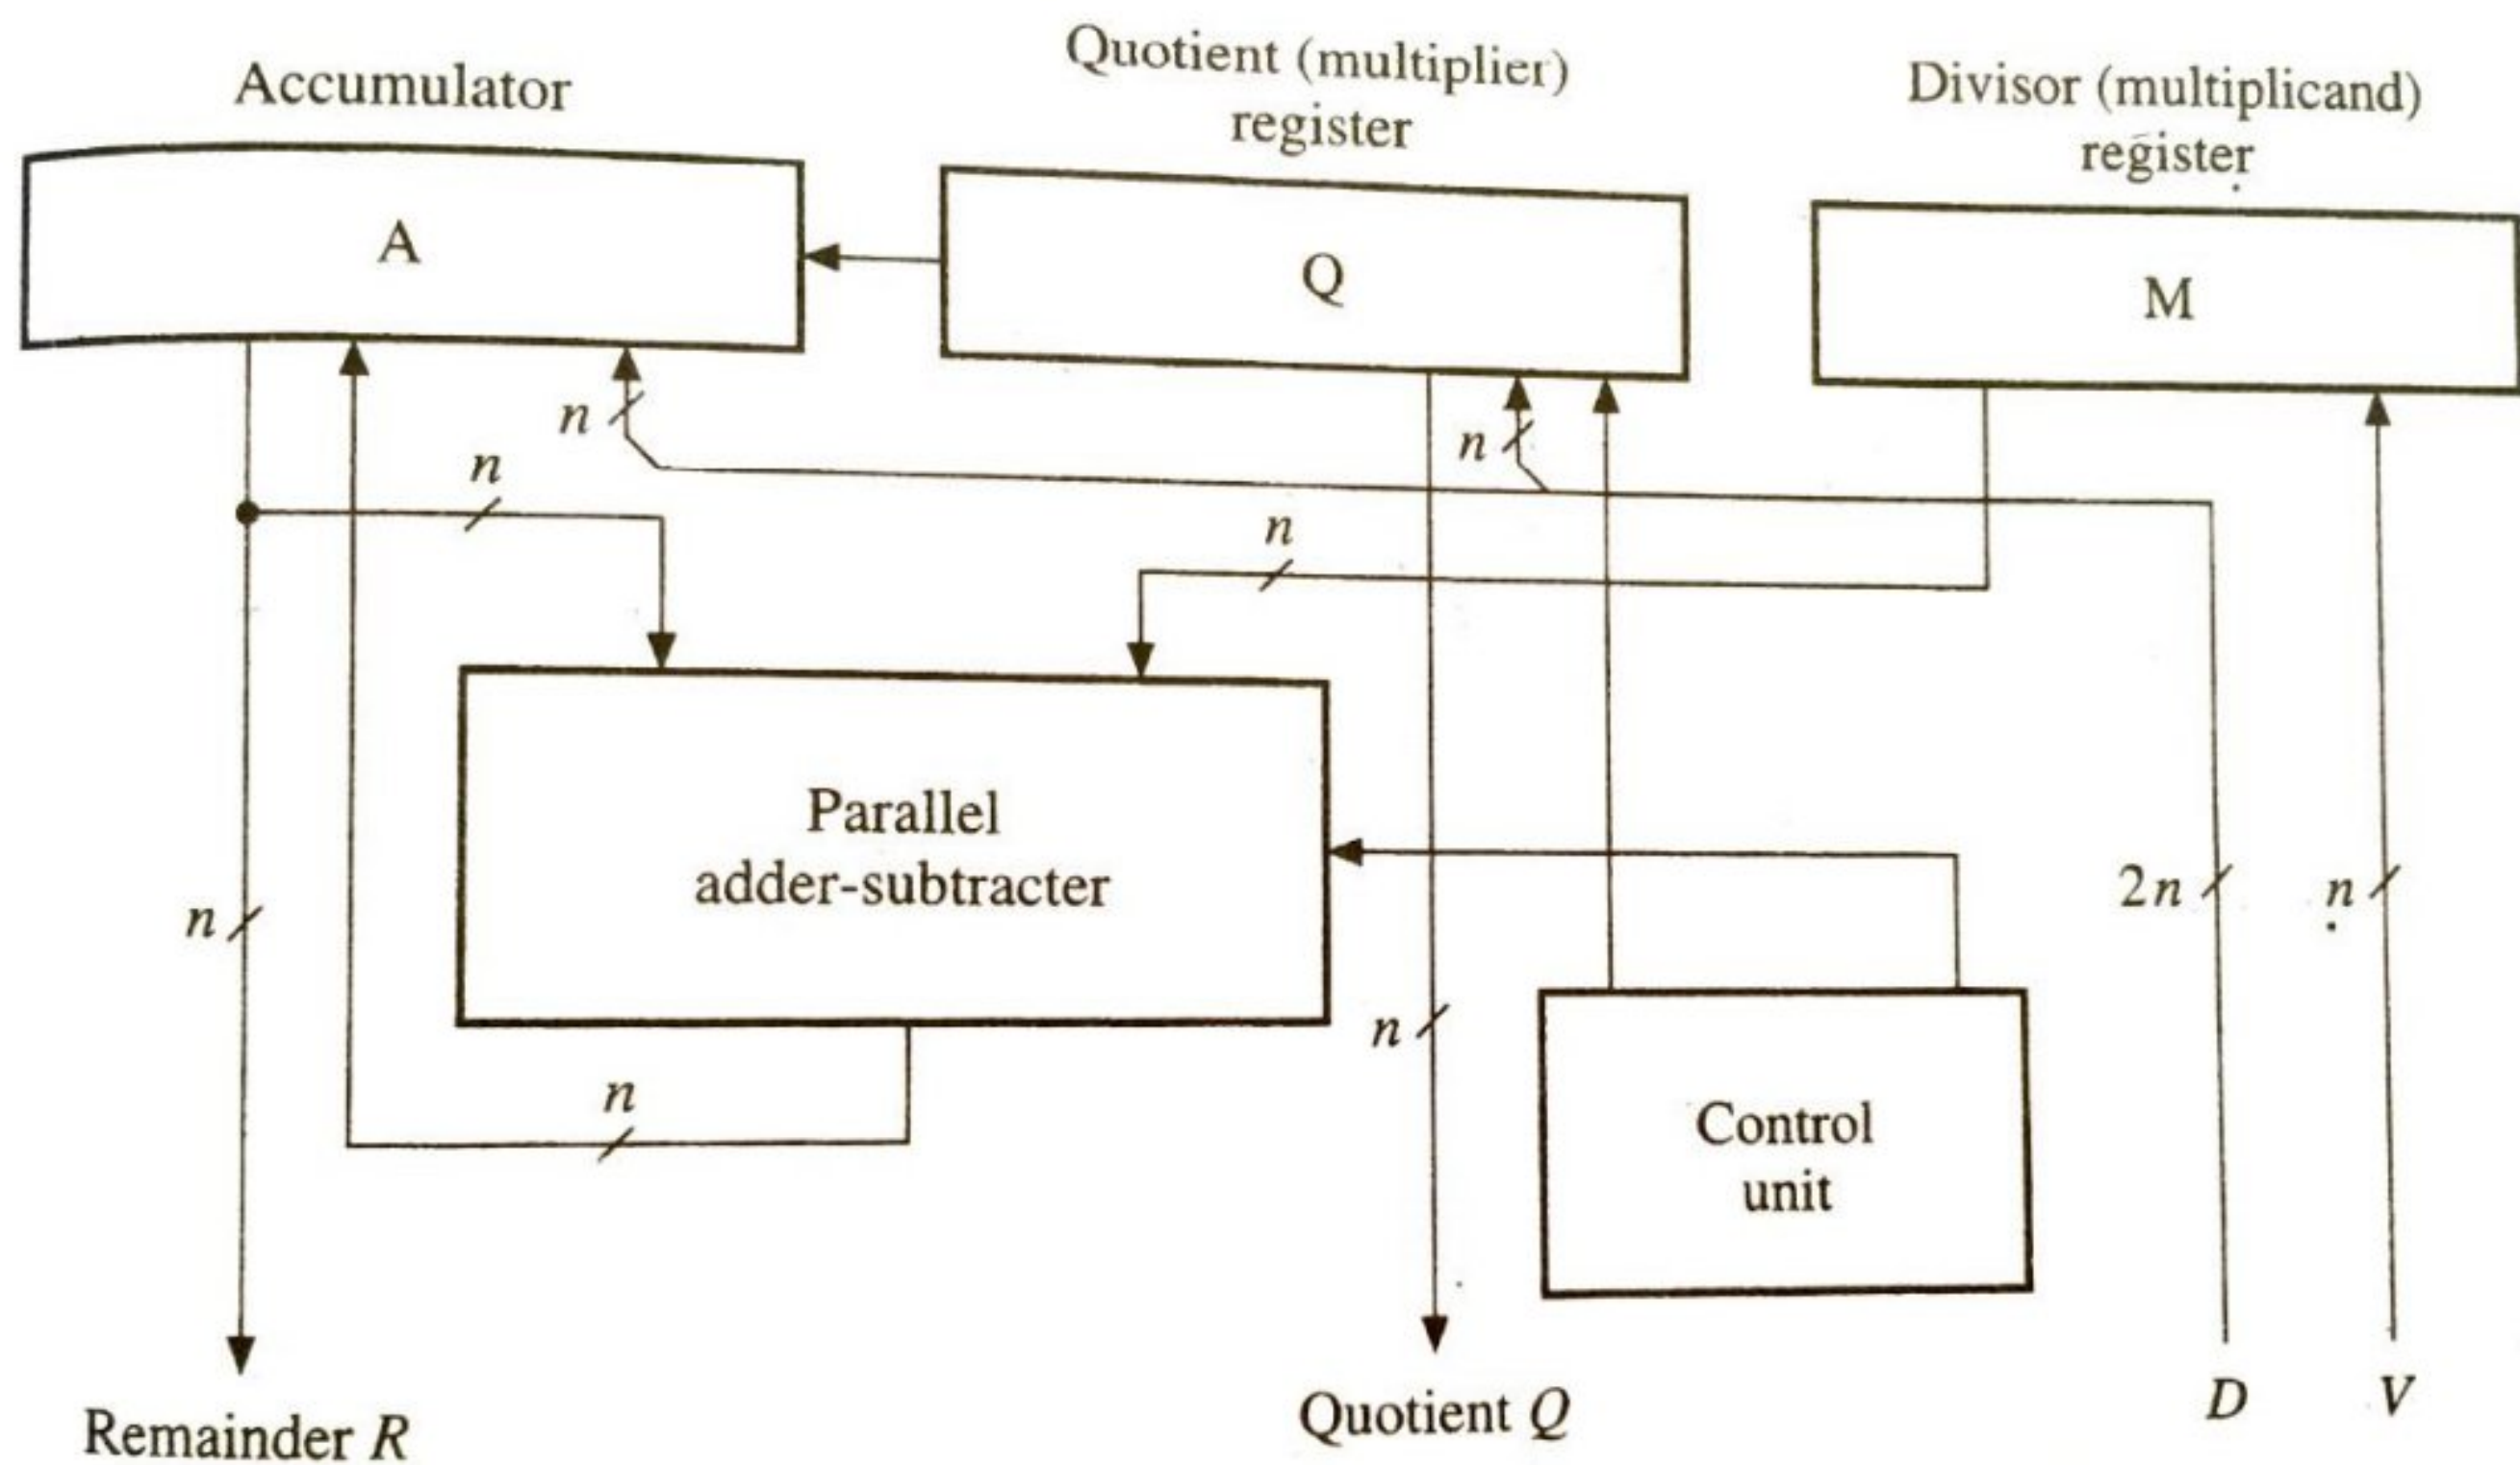 Accumulator
Quotient (multiplier)
register
Divisor (multiplicand)
register
A
Q
M
n
n
n
n
Parallel
adder-subtracter
2n
n
n
n
n
Control
unit
Remainder R
Quotient Q
D
V